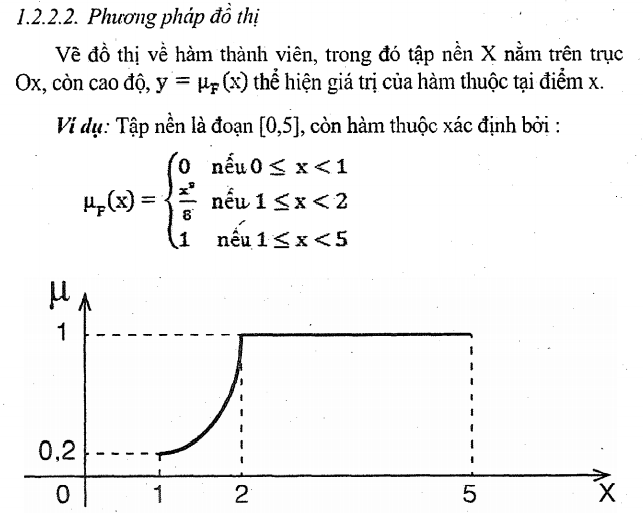 1.2.2.2. Phương pháp đồ thị
Vẽ đồ thị về hàm thành viên, trong đó tập nền X nằm trên trục
Ox, còn cao độ, y = μ_F(x) thể hiện giá trị của hàm thuộc tại điểm x.
Ví dụ: Tập nền là đoạn [0,5], còn hàm thuộc xác định bởi :
0 nếu 0 ≤ x < 1
μ_F(x) = { x³/8 nếu 1 ≤ x < 2
1 nếu 1 ≤ x < 5
μ
1
0,2
0 1 2 5 X